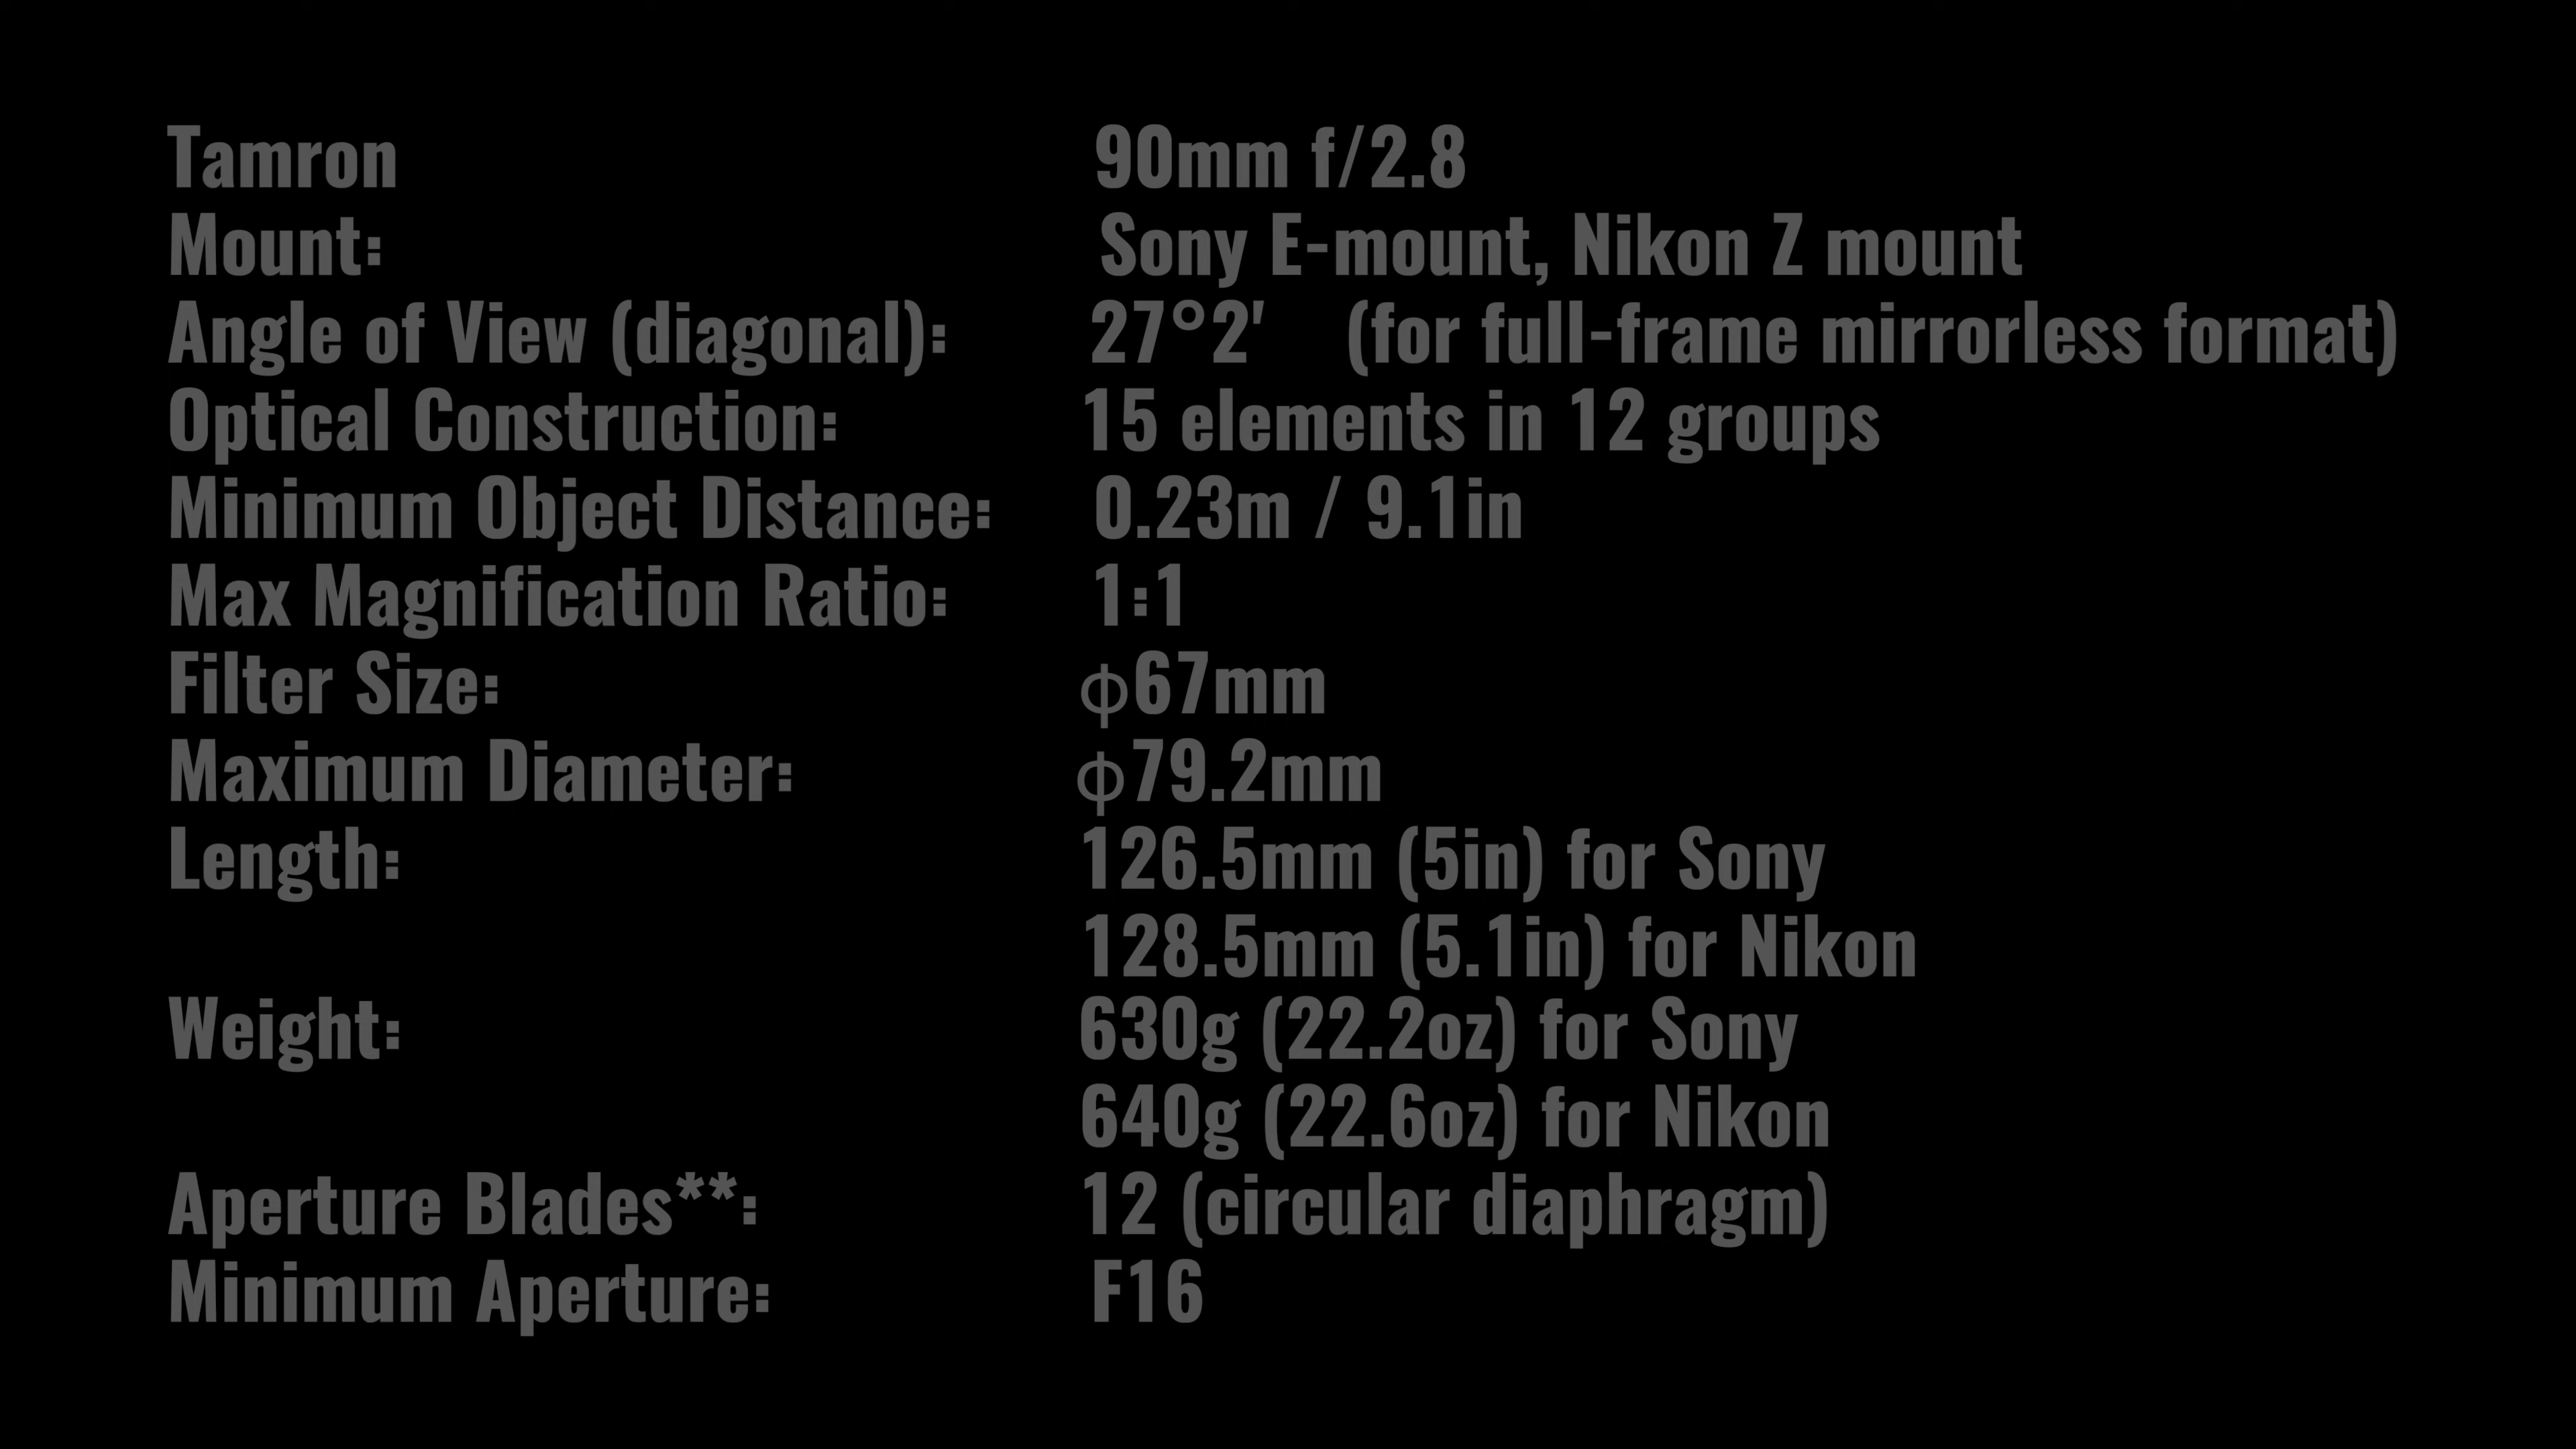 Tamron 90mm f/2.8
Mount: Sony E-mount, Nikon Z mount
Angle of View (diagonal): 27°2' (for full-frame mirrorless format)
Optical Construction: 15 elements in 12 groups
Minimum Object Distance: 0.23m / 9.1in
Max Magnification Ratio: 1:1
Filter Size: φ67mm
Maximum Diameter: φ79.2mm
Length: 126.5mm (5in) for Sony
128.5mm (5.1in) for Nikon
Weight: 630g (22.2oz) for Sony
640g (22.6oz) for Nikon
Aperture Blades**: 12 (circular diaphragm)
Minimum Aperture: F16